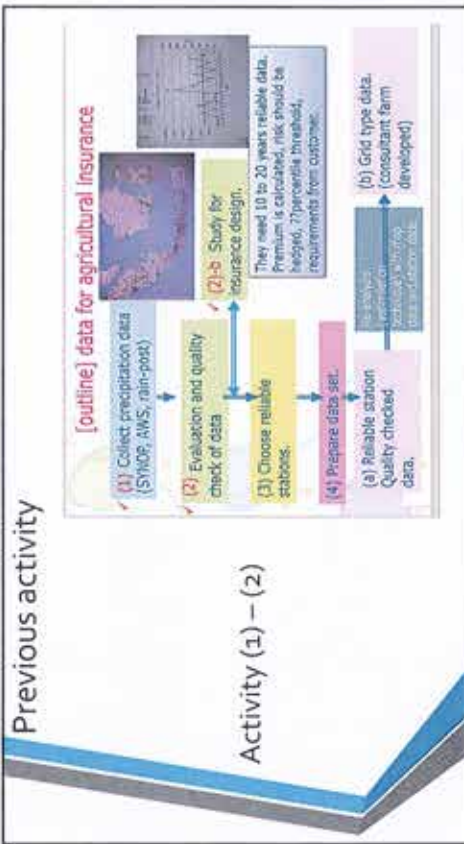 Previous activity
Activity (1) – (2)
[outline] data for agricultural insurance
✓ (1) Collect precipitation data
(SYNOP, AWS, rain-post)
✓ (2) Evaluation and quality
check of data
✓ (2)-b Study for
insurance design.
They need 10 to 20 years reliable data.
Premium is calculated, risk should be
hedged, ??percentile threshold,
requirements from customer.
(3) Choose reliable
stations.
(4) Prepare data set.
(a) Reliable station
Quality checked
data.
(b) Grid type data.
(consultant farm
developed)